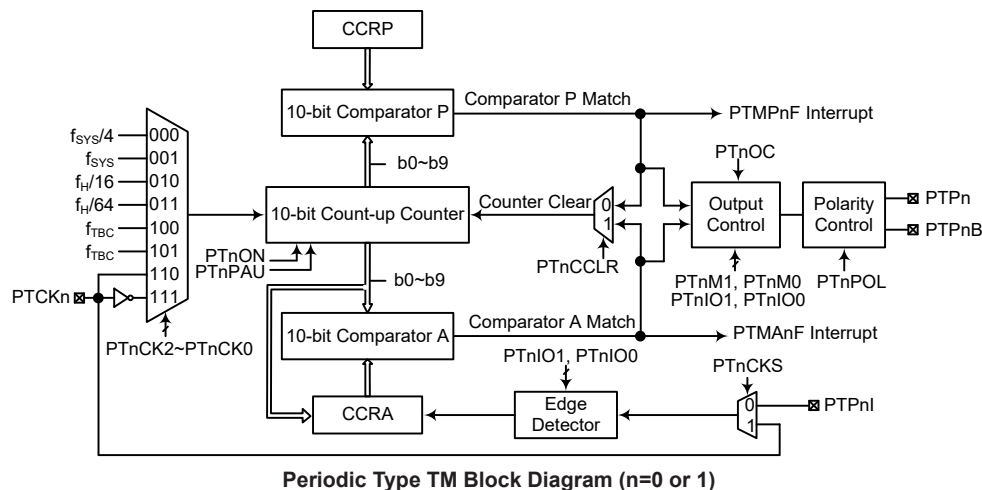 CCRP
10-bit Comparator P
Comparator P Match
PTMPnF Interrupt
b0~b9
fSYS/4
000
fSYS
001
fH/16
010
fH/64
011
fTBC
100
fTBC
101
110
111
PTCKn
PTnCK2~PTnCK0
10-bit Count-up Counter
PTnON
PTnPAU
Counter Clear
0
1
PTnCCLR
PTnOC
Output
Control
PTnM1, PTnM0
PTnIO1, PTnIO0
Polarity
Control
PTnPOL
PTPn
PTPnB
b0~b9
10-bit Comparator A
Comparator A Match
PTMAnF Interrupt
CCRA
PTnIO1, PTnIO0
Edge
Detector
PTnCKS
0
1
PTPnI
Periodic Type TM Block Diagram (n=0 or 1)